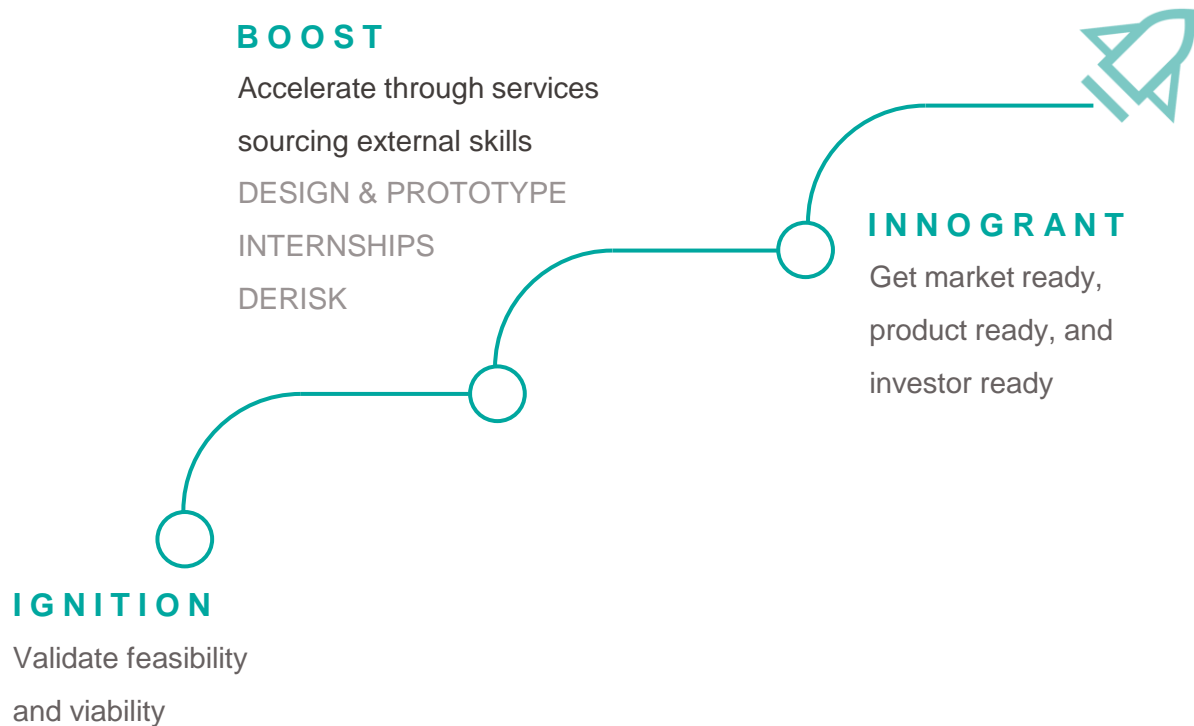 BOOST
Accelerate through services
sourcing external skills
DESIGN & PROTOTYPE
INTERNSHIPS
DERISK
INNOGRANT
Get market ready,
product ready, and
investor ready
IGNITION
Validate feasibility
and viability